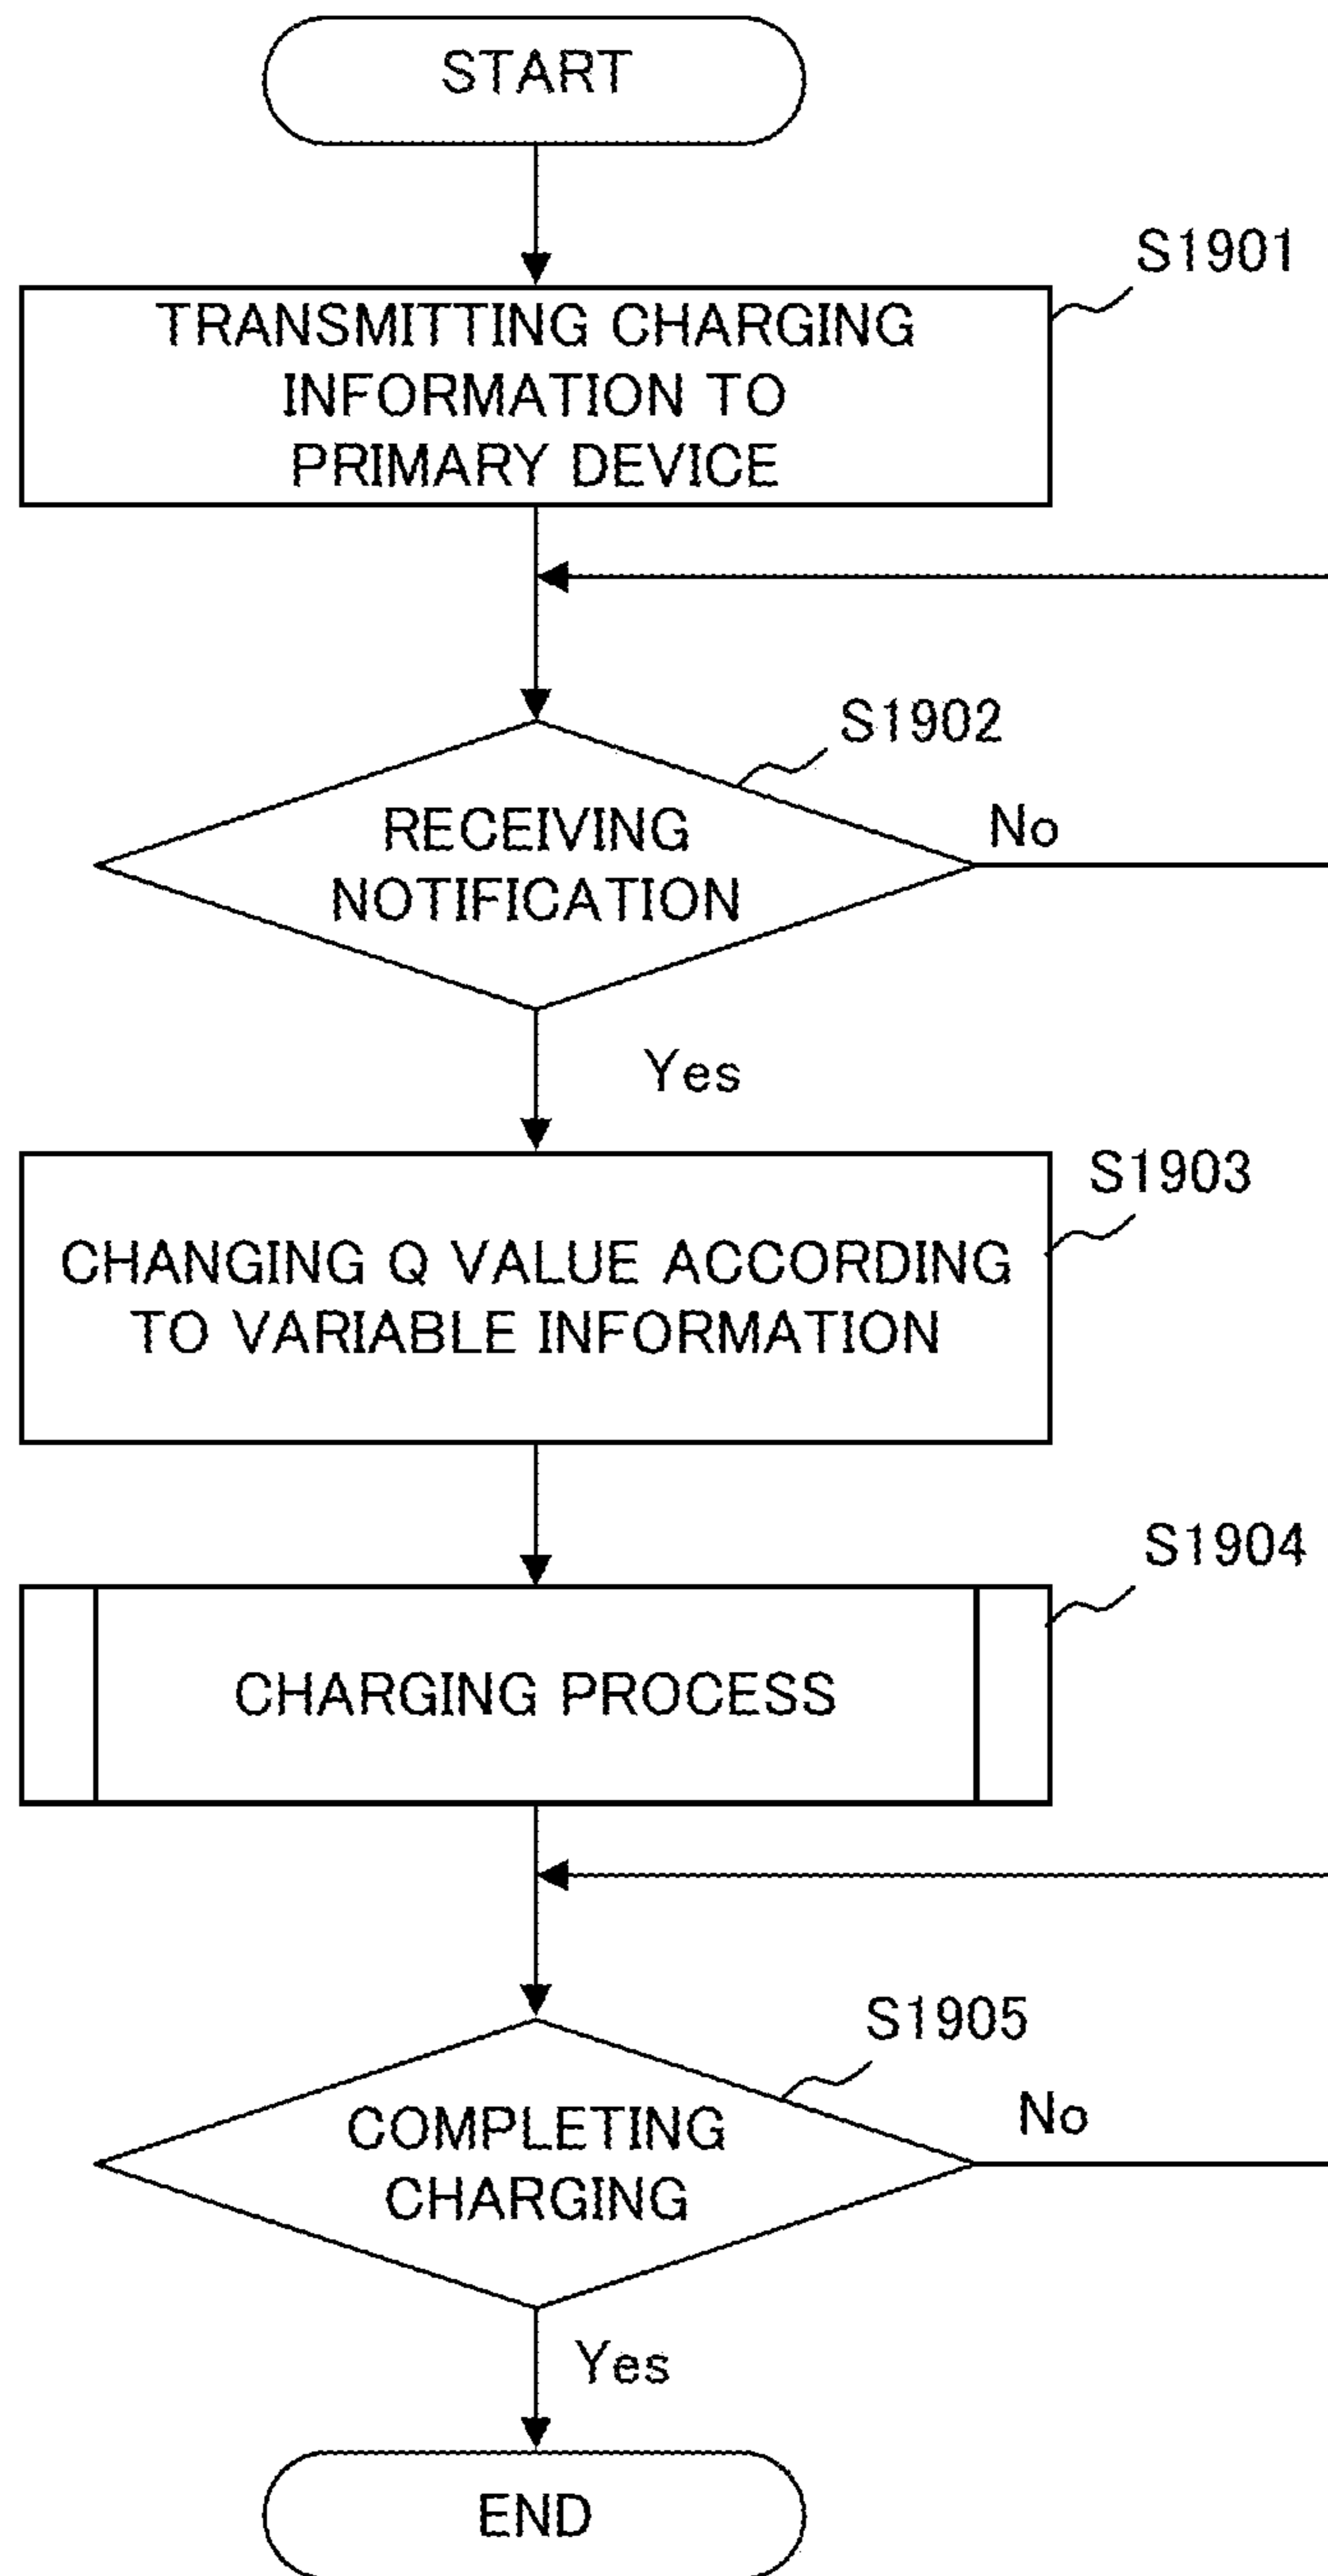 START
S1901
TRANSMITTING CHARGING
INFORMATION TO
PRIMARY DEVICE
S1902
RECEIVING
NOTIFICATION
No
Yes
S1903
CHANGING Q VALUE ACCORDING
TO VARIABLE INFORMATION
S1904
CHARGING PROCESS
S1905
COMPLETING
CHARGING
No
Yes
END